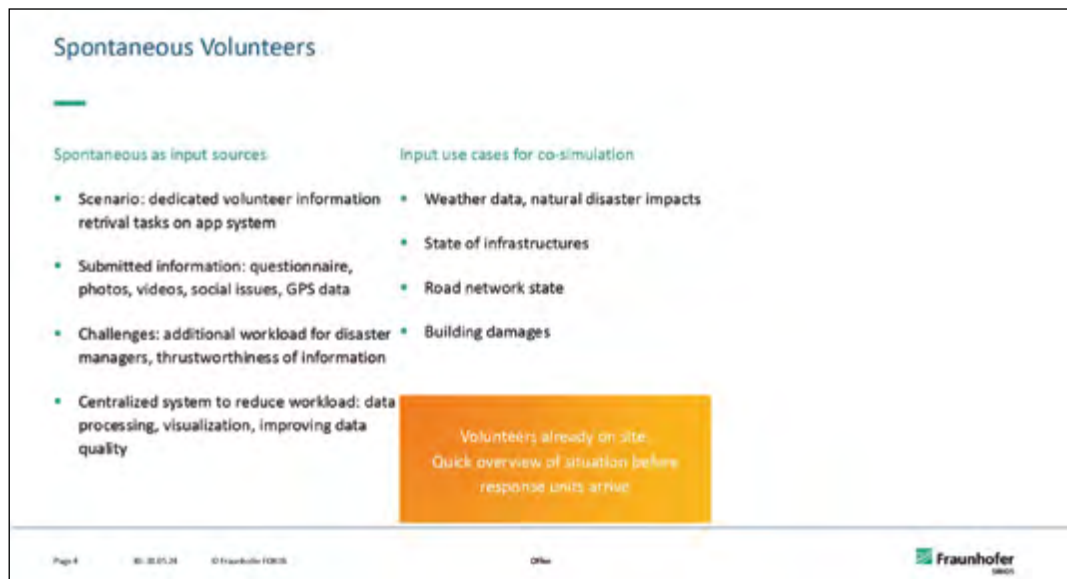 Spontaneous Volunteers
Spontaneous as input sources
Scenario: dedicated volunteer information
retrival tasks on app system
Submitted information: questionnaire,
photos, videos, social issues, GPS data
Challenges: additional workload for disaster
managers, thrustworthiness of information
Centralized system to reduce workload: data
processing, visualization, improving data
quality
Input use cases for co-simulation
Weather data, natural disaster impacts
State of infrastructures
Road network state
Building damages
Volunteers already on site
Quick overview of situation before
response units arrive
Page 4
© Fraunhofer FOKUS
Fraunhofer